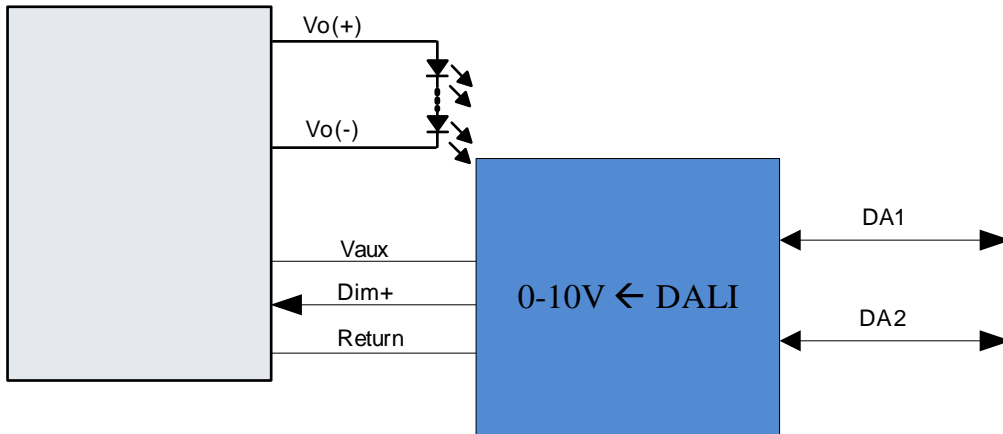 Vo(+)
Vo(-)
Vaux
Dim+
Return
0-10V ← DALI
DA1
DA2